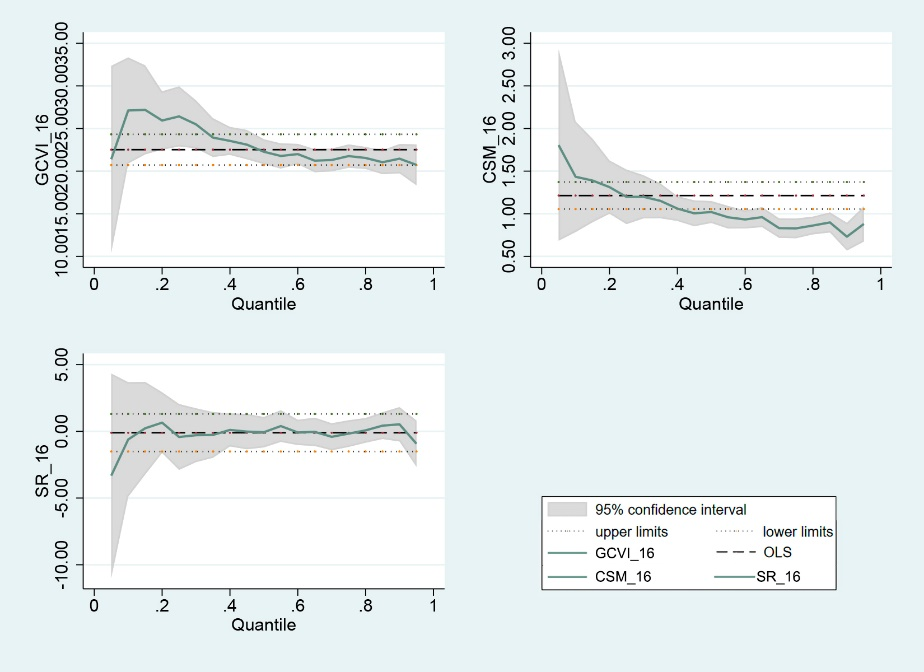 GCVI_16
10.0015.0020.0025.0030.0035.00
0 .2 .4 .6 .8 1
Quantile
CSM_16
0.50 1.00 1.50 2.00 2.50 3.00
0 .2 .4 .6 .8 1
Quantile
SR_16
-10.00 -5.00 0.00 5.00
0 .2 .4 .6 .8 1
Quantile
95% confidence interval
upper limits lower limits
GCVI_16 OLS
CSM_16 SR_16